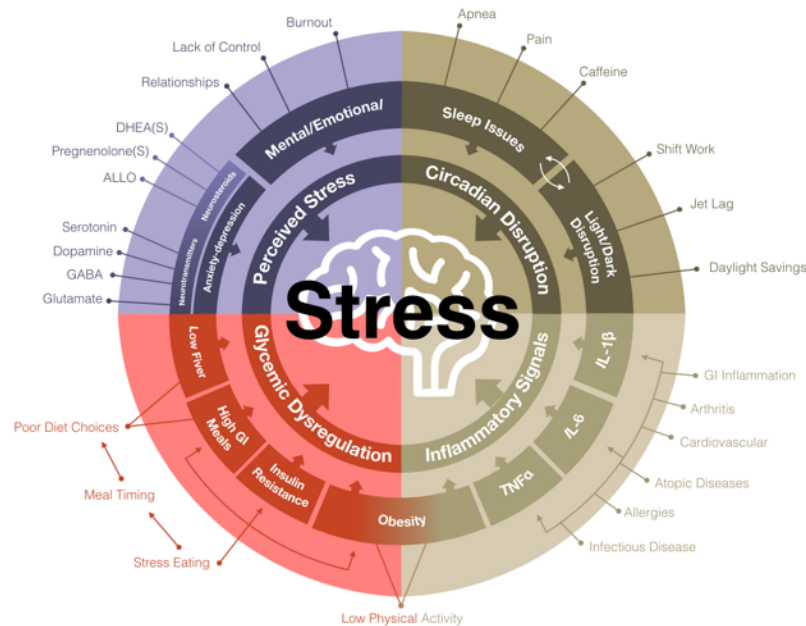 Burnout
Lack of Control
Relationships
DHEA(S)
Pregnenolone(S)
ALLO
Serotonin
Dopamine
GABA
Glutamate
Mental/Emotional
Neurosteroids
Neurotransmitters
Anxiety-depression
Perceived Stress
Apnea
Pain
Caffeine
Shift Work
Jet Lag
Daylight Savings
Sleep Issues
Light/Dark
Disruption
Circadian Disruption
Stress
Glycemic Dysregulation
Low Fiver
High GI
Meals
Insulin
Resistance
Obesity
Poor Diet Choices
Meal Timing
Stress Eating
Low Physical Activity
Inflammatory Signals
IL-1β
IL-6
TNFα
GI Inflammation
Arthritis
Cardiovascular
Atopic Diseases
Allergies
Infectious Disease